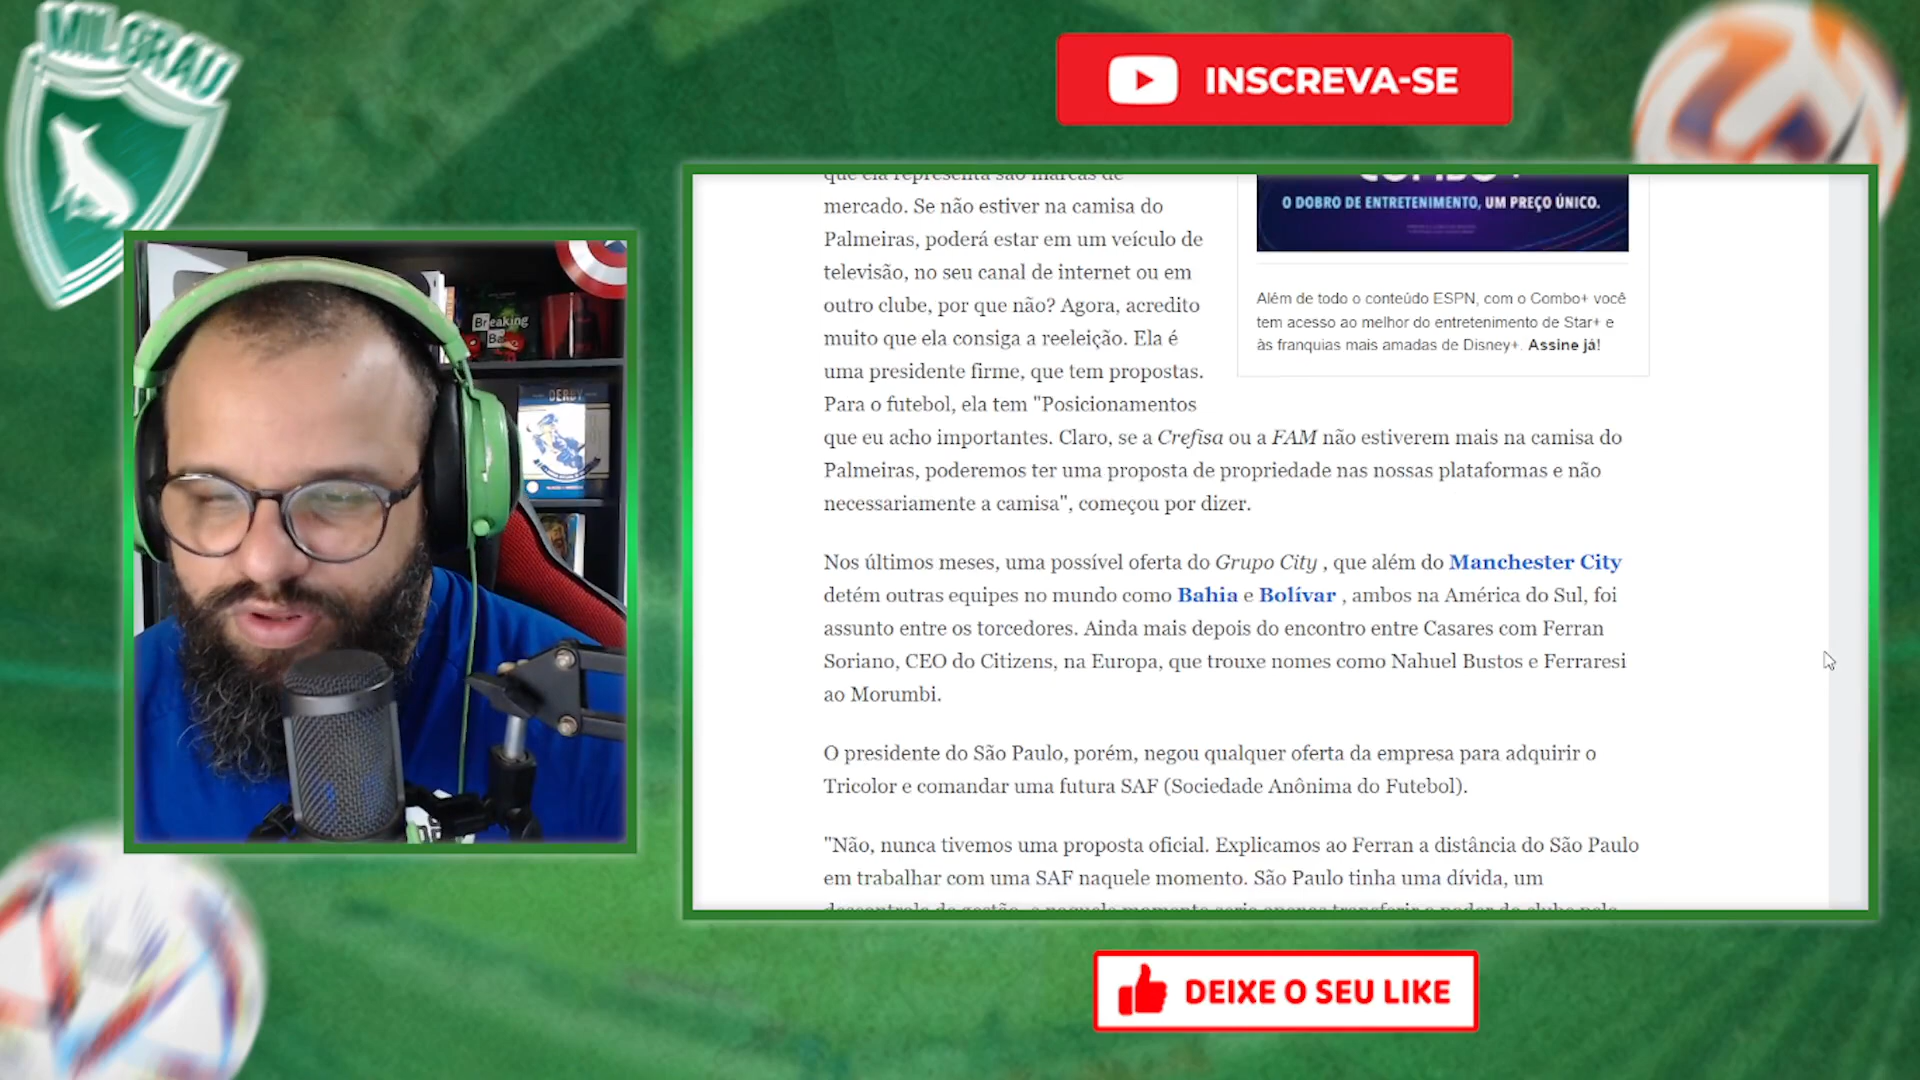 MILGRAU
INSCREVA-SE
que ela representa são marcas de
mercado. Se não estiver na camisa do
Palmeiras, poderá estar em um veículo de
televisão, no seu canal de internet ou em
outro clube, por que não? Agora, acredito
muito que ela consiga a reeleição. Ela é
uma presidente firme, que tem propostas.
Para o futebol, ela tem "Posicionamentos
que eu acho importantes. Claro, se a Crefisa ou a FAM não estiverem mais na camisa do
Palmeiras, poderemos ter uma proposta de propriedade nas nossas plataformas e não
necessariamente a camisa", começou por dizer.
COMBO+
O DOBRO DE ENTRETENIMENTO, UM PREÇO ÚNICO.
Além de todo o conteúdo ESPN, com o Combo+ você
tem acesso ao melhor do entretenimento de Star+ e
às franquias mais amadas de Disney+. Assine já!
Nos últimos meses, uma possível oferta do Grupo City , que além do Manchester City
detém outras equipes no mundo como Bahia e Bolívar , ambos na América do Sul, foi
assunto entre os torcedores. Ainda mais depois do encontro entre Casares com Ferran
Soriano, CEO do Citizens, na Europa, que trouxe nomes como Nahuel Bustos e Ferraresi
ao Morumbi.
O presidente do São Paulo, porém, negou qualquer oferta da empresa para adquirir o
Tricolor e comandar uma futura SAF (Sociedade Anônima do Futebol).
"Não, nunca tivemos uma proposta oficial. Explicamos ao Ferran a distância do São Paulo
em trabalhar com uma SAF naquele momento. São Paulo tinha uma dívida, um
Breaking
Ba
DERBY
DEIXE O SEU LIKE